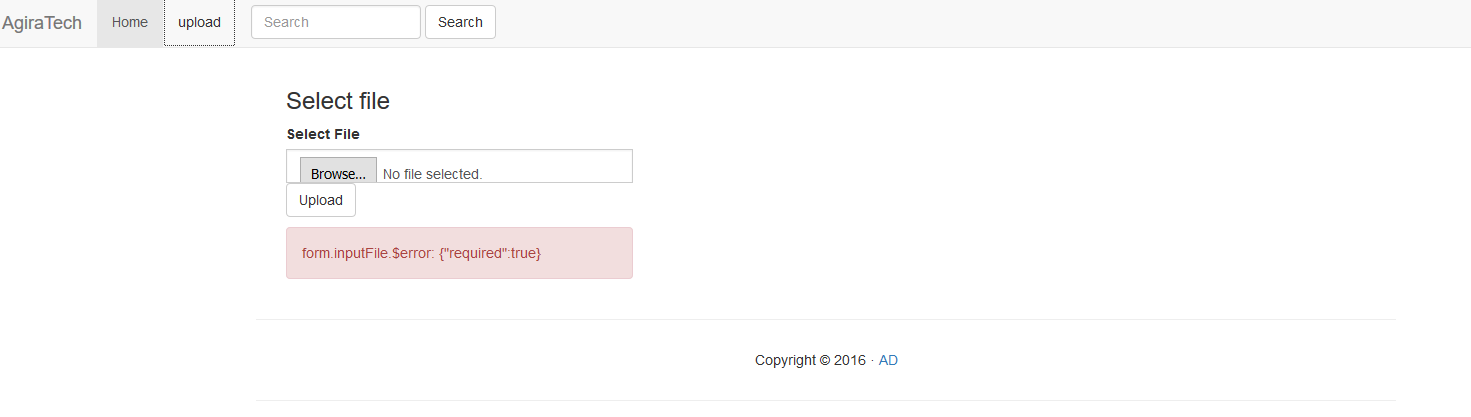 AgiraTech Home upload Search Search
Select file
Select File
Browse... No file selected.
Upload
form.inputFile.$error: {"required":true}
Copyright © 2016 · AD